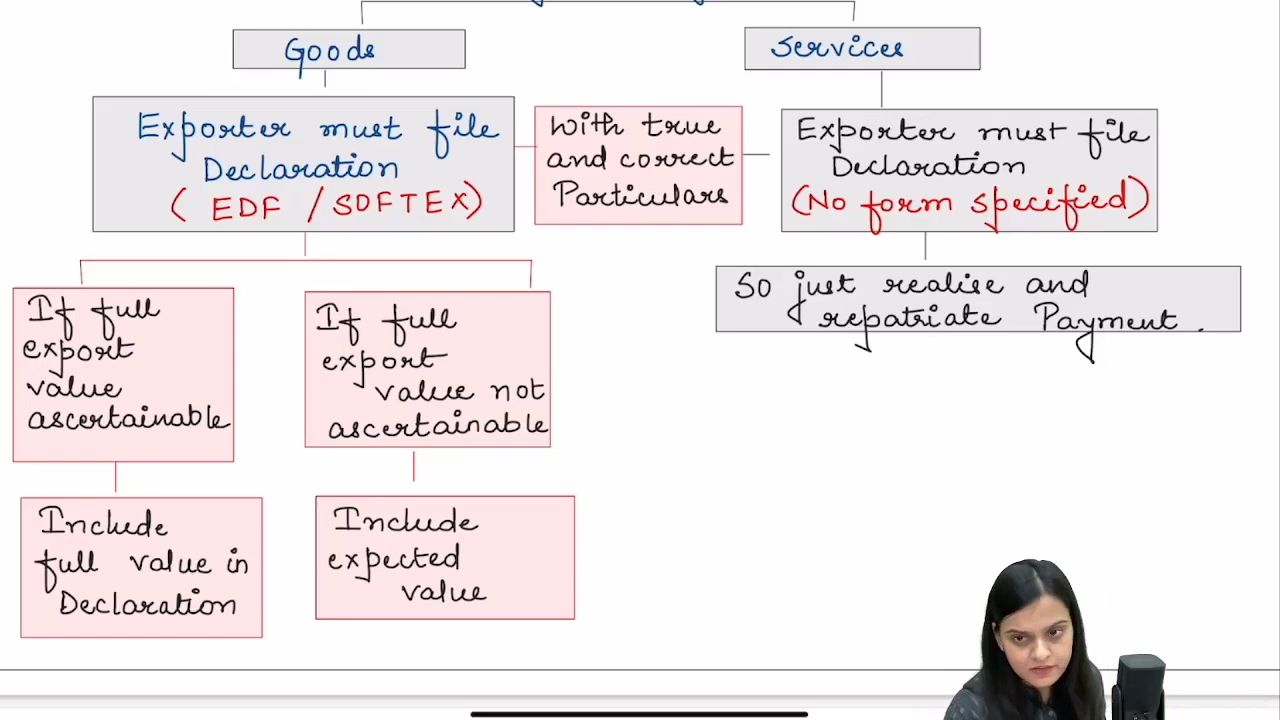 Goods
Services
Exporter must file
Declaration
( EDF / SOFTEX)
With true
and correct
Particulars
Exporter must file
Declaration
(No form specified)
So just realise and
repatriate Payment.
If full
export
value
ascertainable
If full
export
value not
ascertainable
Include
full value in
Declaration
Include
expected
value